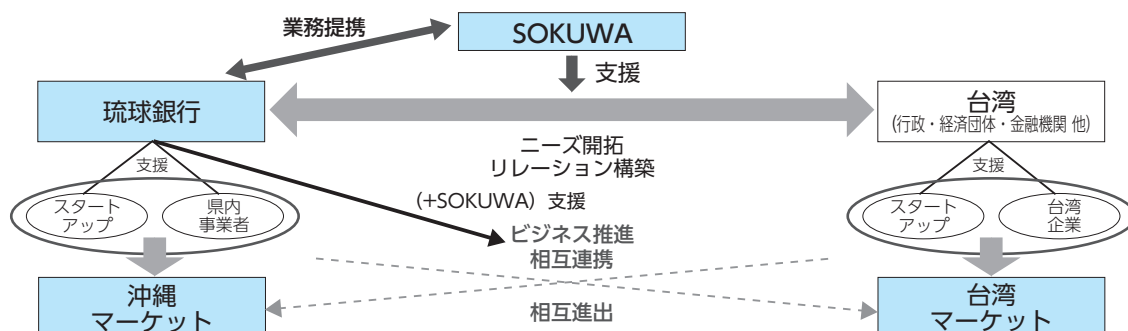 業務提携
SOKUWA
支援
琉球銀行
台湾
(行政・経済団体・金融機関 他)
ニーズ開拓
リレーション構築
支援
支援
(+SOKUWA)支援
スタート
アップ
県内
事業者
スタート
アップ
台湾
企業
ビジネス推進
相互連携
沖縄
マーケット
相互進出
台湾
マーケット